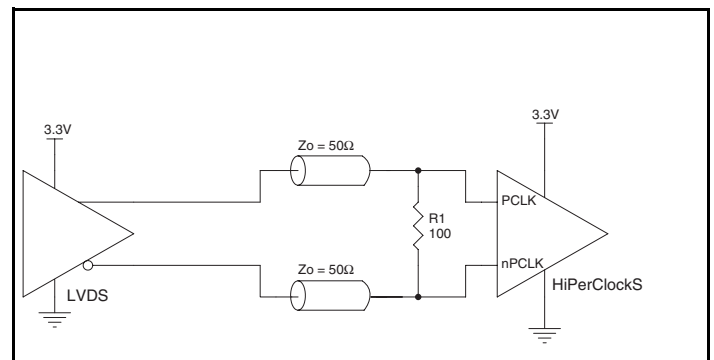 3.3V
3.3V
Zo = 50Ω
PCLK
R1
100
Zo = 50Ω
nPCLK
HiPerClockS
LVDS